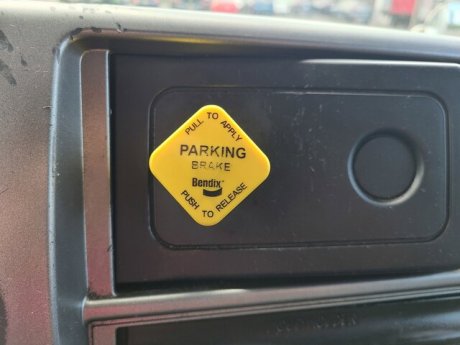 PULL TO APPLY
PARKING
BRAKE
Bendix
PUSH TO RELEASE